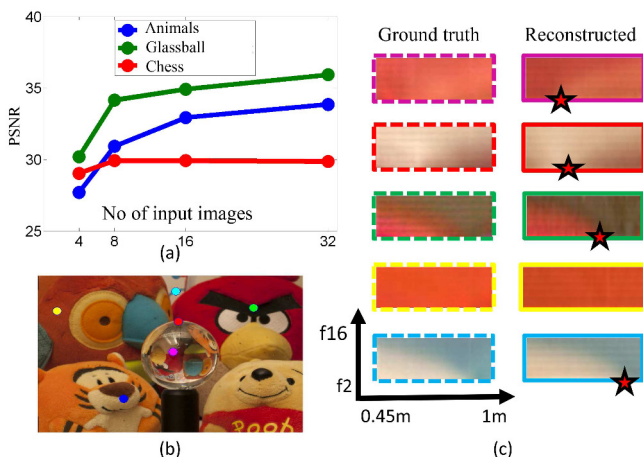 (a)
40
35
30
25
PSNR
Animals
Glassball
Chess
No of input images
4
8
16
32
(a)
(b)
Ground truth
Reconstructed
f16
f2
0.45m
1m
(c)